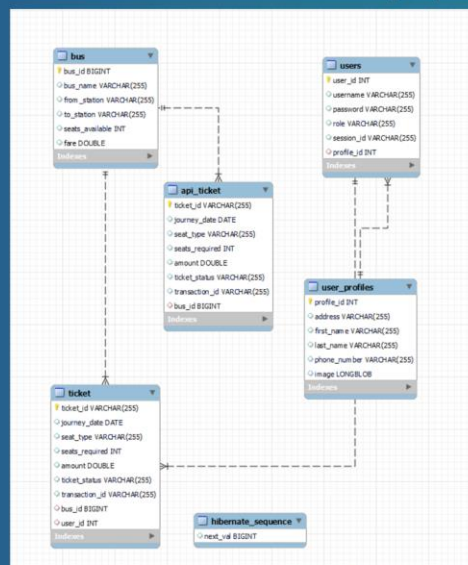 bus
bus_id BIGINT
bus_name VARCHAR(255)
from_station VARCHAR(255)
to_station VARCHAR(255)
seats_available INT
fare DOUBLE
Indexes
users
user_id INT
username VARCHAR(255)
password VARCHAR(255)
role VARCHAR(255)
session_id VARCHAR(255)
profile_id INT
Indexes
api_ticket
ticket_id VARCHAR(255)
journey_date DATE
seat_type VARCHAR(255)
seats_required INT
amount DOUBLE
ticket_status VARCHAR(255)
transaction_id VARCHAR(255)
bus_id BIGINT
Indexes
user_profiles
profile_id INT
address VARCHAR(255)
first_name VARCHAR(255)
last_name VARCHAR(255)
phone_number VARCHAR(255)
image LONGBLOB
Indexes
ticket
ticket_id VARCHAR(255)
journey_date DATE
seat_type VARCHAR(255)
seats_required INT
amount DOUBLE
ticket_status VARCHAR(255)
transaction_id VARCHAR(255)
bus_id BIGINT
user_id INT
Indexes
hibernate_sequence
next_val BIGINT